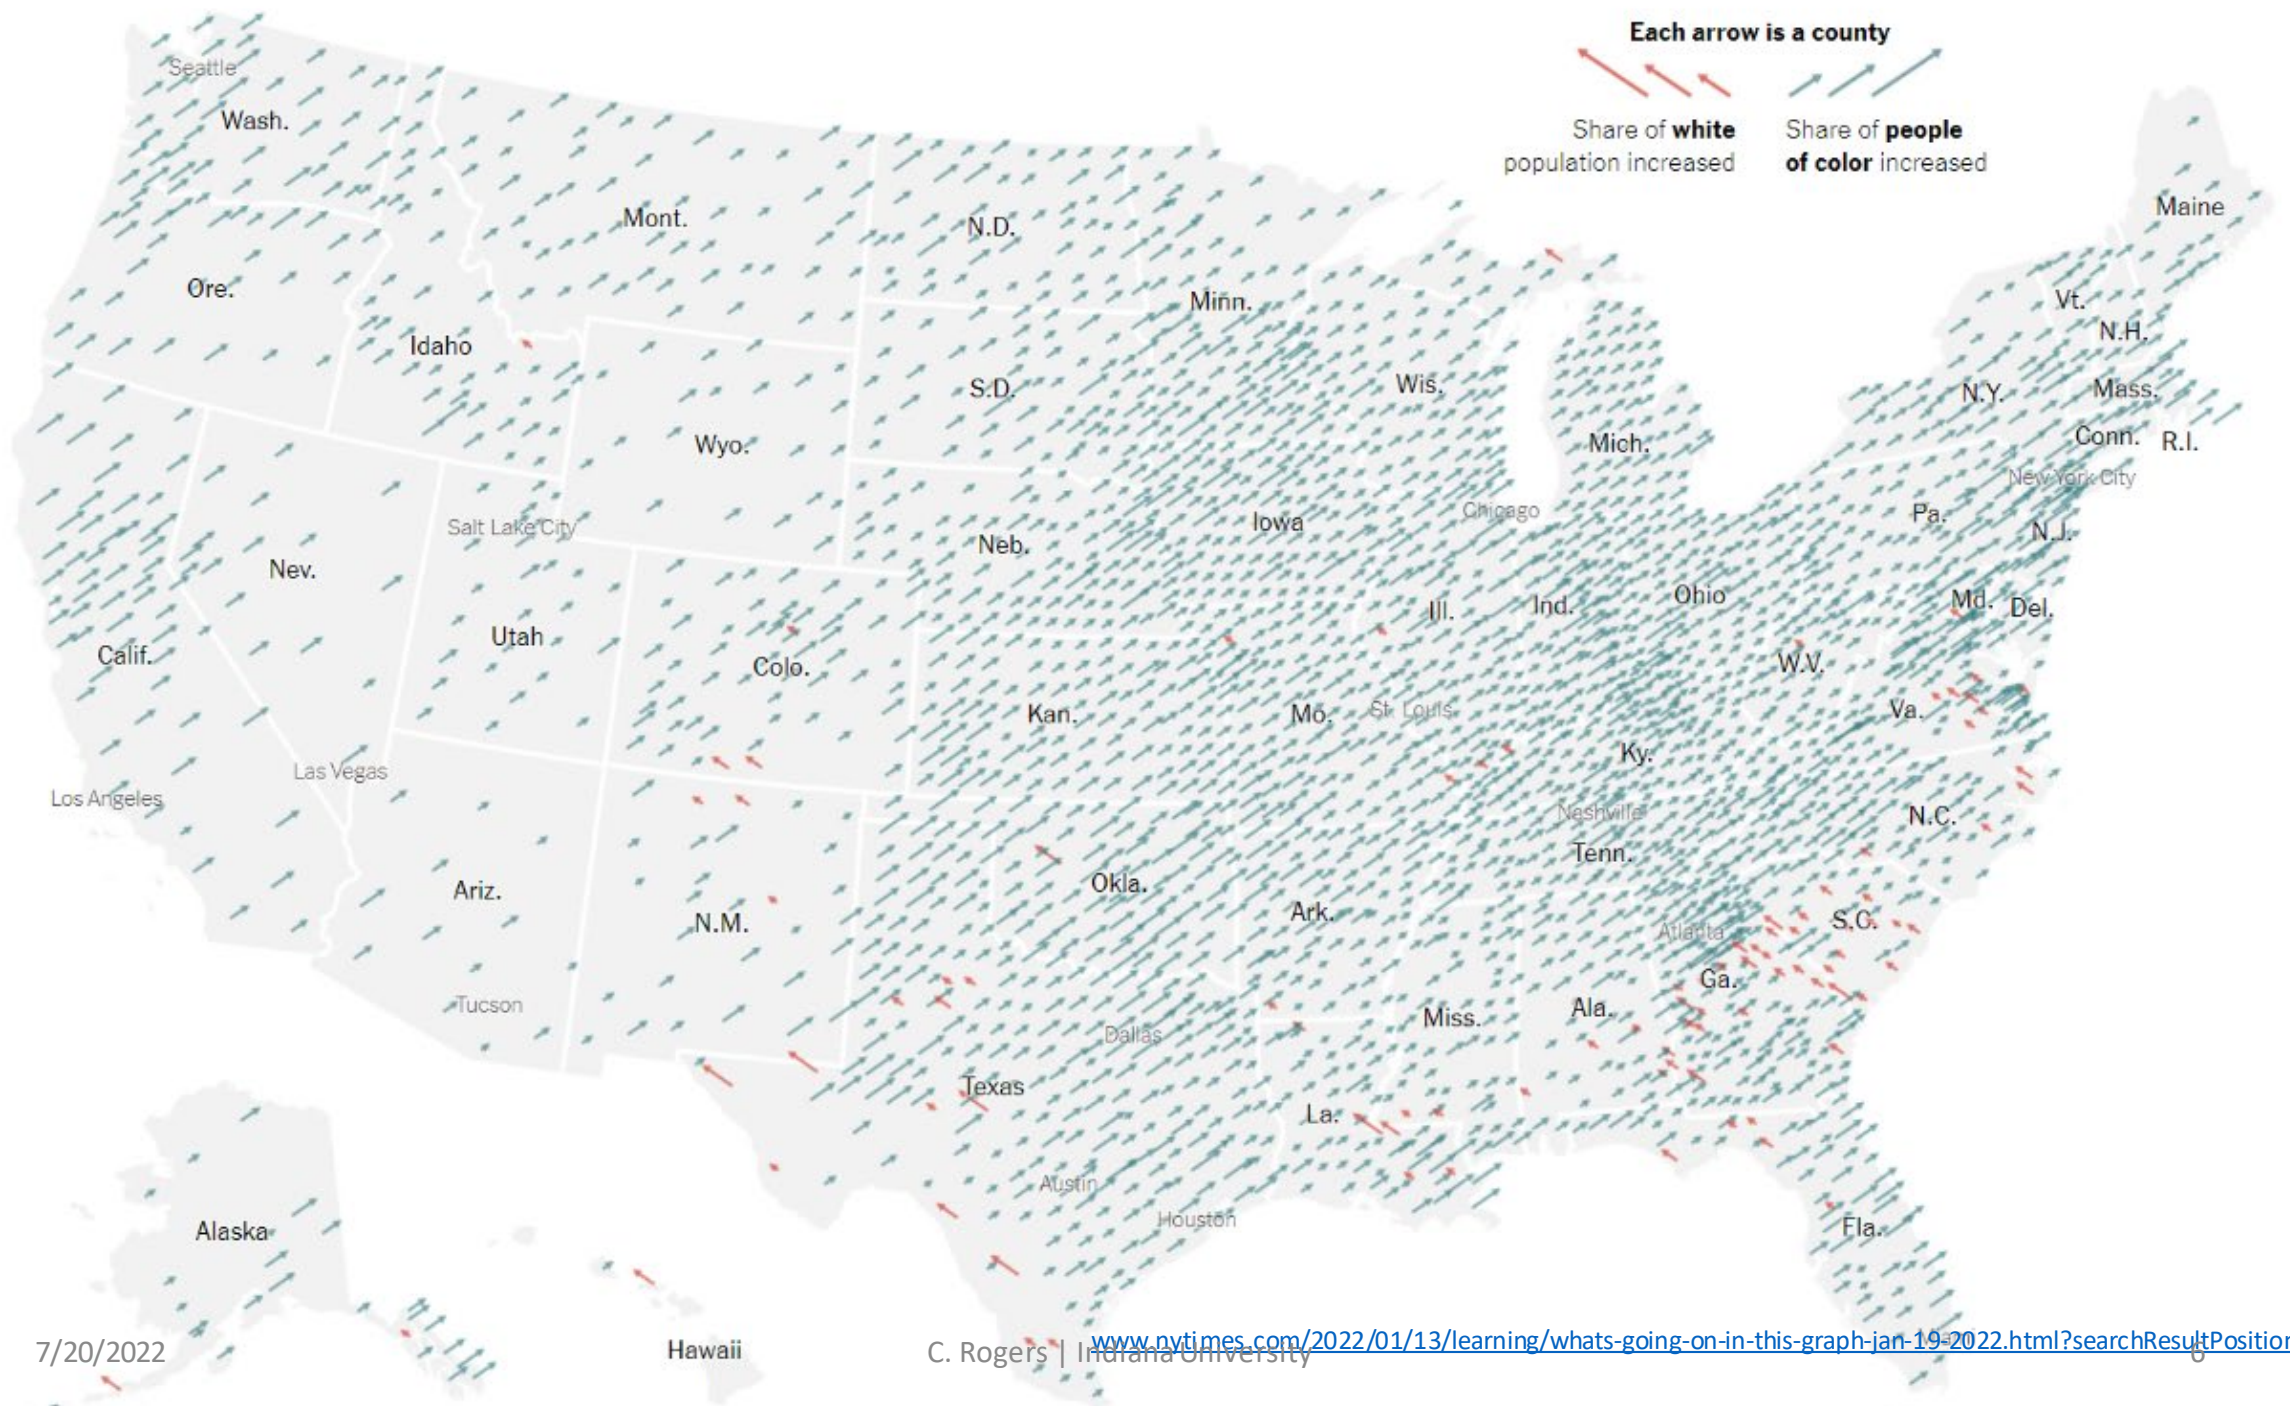 Each arrow is a county
Share of white
population increased
Share of people
of color increased
Seattle
Wash.
Maine
Mont.
N.D.
Ore.
Minn.
Vt.
N.H.
Idaho
S.D.
Wis.
N.Y.
Mass.
Wyo.
Mich.
Conn.
R.I.
New York City
Salt Lake City
Chicago
Iowa
Pa.
N.J.
Neb.
Nev.
Ill.
Ind.
Ohio
Md.
Del.
Utah
Calif.
Colo.
W.V.
Kan.
Mo.
St. Louis
Va.
Ky.
Las Vegas
Los Angeles
Nashville
N.C.
Tenn.
Ariz.
Okla.
N.M.
Ark.
Atlanta
S.C.
Ga.
Tucson
Dallas
Miss.
Ala.
Texas
La.
Austin
Houston
Alaska
Fla.
Hawaii
Miami
7/20/2022
C. Rogers | Indiana University
www.nytimes.com/2022/01/13/learning/whats-going-on-in-this-graph-jan-19-2022.html?searchResultPosition
6